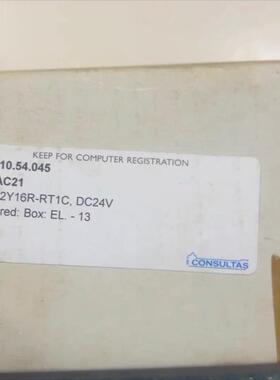 KEEP FOR COMPUTER REGISTRATION
10.54.045
AC21
2Y16R-RT1C, DC24V
red: Box: EL. - 13
CONSULTAS